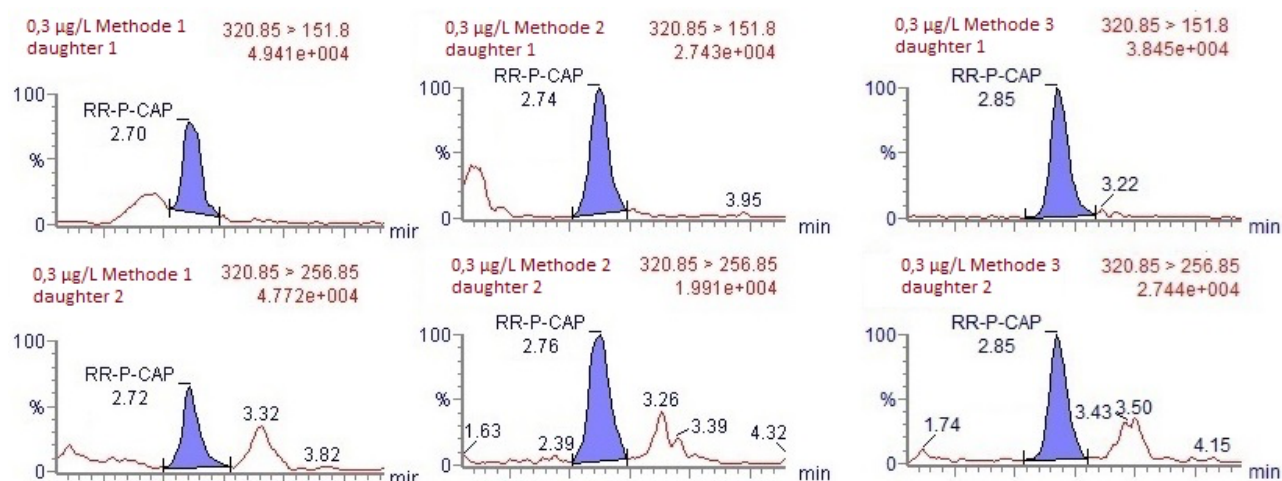 0,3 µg/L Methode 1 320.85 > 151.8
daughter 1 4.941e+004
100
RR-P-CAP
2.70
%
0
min
0,3 µg/L Methode 2 320.85 > 151.8
daughter 1 2.743e+004
100
RR-P-CAP
2.74
%
3.95
0
min
0,3 µg/L Methode 3 320.85 > 151.8
daughter 1 3.845e+004
100
RR-P-CAP
2.85
%
3.22
0
min
0,3 µg/L Methode 1 320.85 > 256.85
daughter 2 4.772e+004
100
RR-P-CAP
2.72
%
3.32
3.82
0
min
0,3 µg/L Methode 2 320.85 > 256.85
daughter 2 1.991e+004
100
RR-P-CAP
2.76
%
3.26
1.63
2.39
3.39
4.32
0
min
0,3 µg/L Methode 3 320.85 > 256.85
daughter 2 2.744e+004
100
RR-P-CAP
2.85
%
1.74
3.43 3.50
4.15
0
min